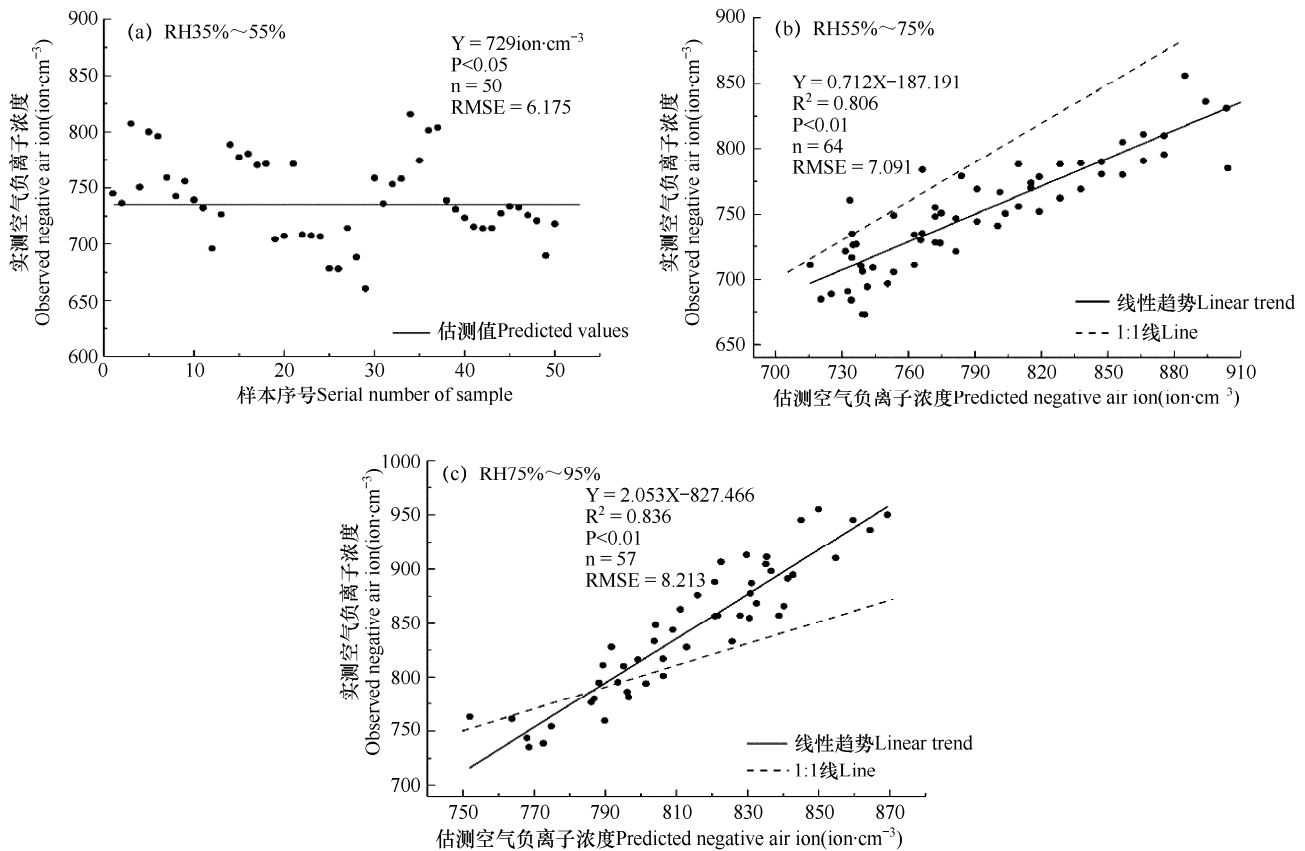 (a) RH35%～55%
Y = 729ion·cm⁻³
P<0.05
n = 50
RMSE = 6.175
900
850
800
750
700
650
600
实测空气负离子浓度
Observed negative air ion(ion·cm⁻³)
估测值Predicted values
0 10 20 30 40 50
样本序号Serial number of sample
(b) RH55%～75%
Y = 0.712X−187.191
R² = 0.806
P<0.01
n = 64
RMSE = 7.091
900
850
800
750
700
650
实测空气负离子浓度
Observed negative air ion(ion·cm⁻³)
线性趋势Linear trend
1:1线Line
700 730 760 790 820 850 880 910
估测空气负离子浓度Predicted negative air ion(ion·cm ³)
(c) RH75%～95%
Y = 2.053X−827.466
R² = 0.836
P<0.01
n = 57
RMSE = 8.213
1000
950
900
850
800
750
700
实测空气负离子浓度
Observed negative air ion(ion·cm⁻³)
线性趋势Linear trend
1:1线Line
750 770 790 810 830 850 870
估测空气负离子浓度Predicted negative air ion(ion·cm⁻³)